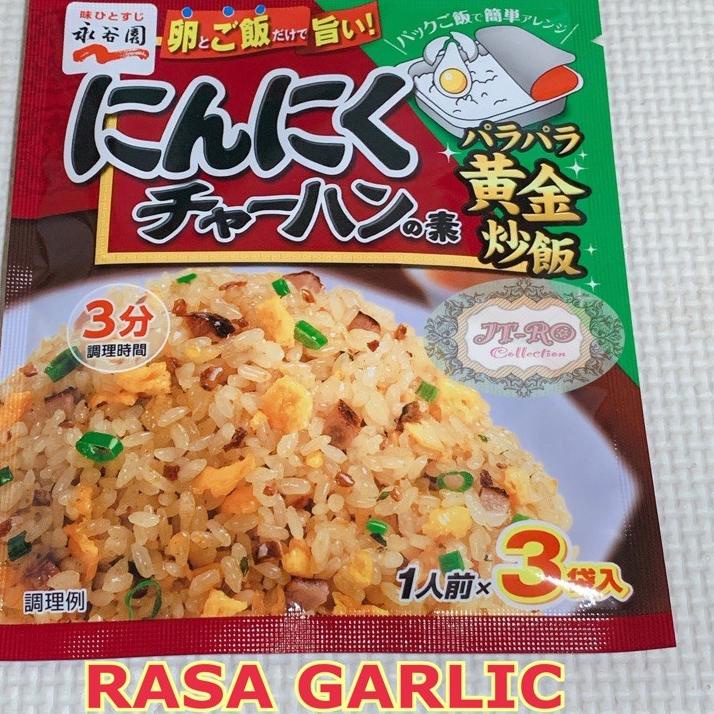 味ひとすじ
永谷園
卵とご飯だけで旨い!
パックご飯で簡単アレンジ
にんにく
チャーハンの素
パラパラ
黄金
炒飯
3分
調理時間
JT-RO
Collection
1人前×3袋入
調理例
RASA GARLIC